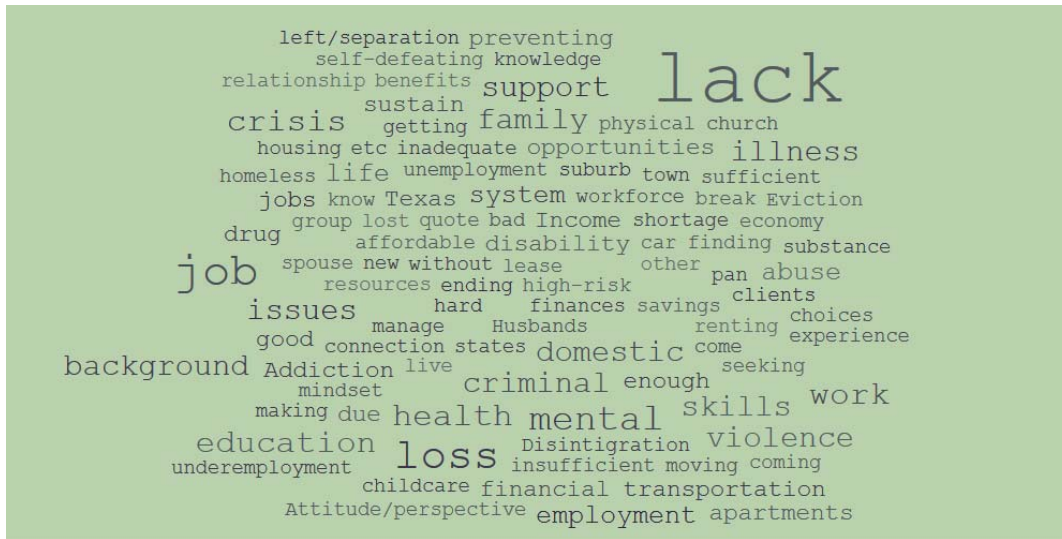 left/separation preventing
self-defeating knowledge
relationship benefits support lack
sustain
crisis getting family physical church
housing etc inadequate opportunities illness
homeless life unemployment suburb town sufficient
jobs know Texas system workforce break Eviction
group lost quote bad Income shortage economy
drug affordable disability car finding substance
job spouse new without lease other pan abuse
resources ending high-risk clients
issues hard finances savings choices
manage Husbands renting experience
good connection states domestic come
background Addiction live seeking
mindset criminal enough work
making due health mental skills
education loss Disintigration violence
underemployment insufficient moving coming
childcare financial transportation
Attitude/perspective employment apartments